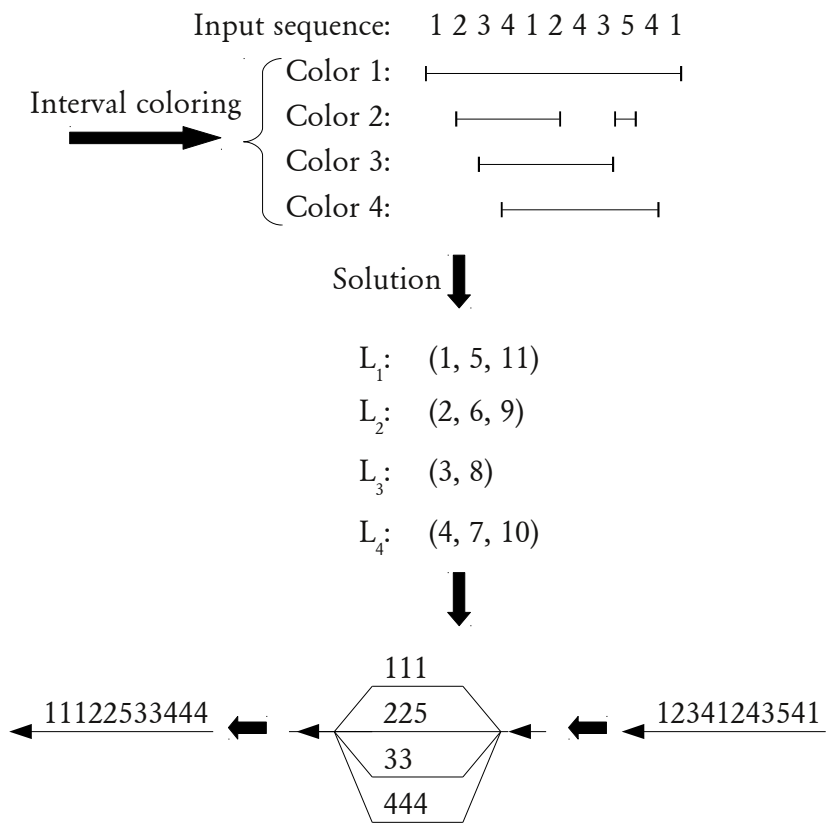 Input sequence: 1 2 3 4 1 2 4 3 5 4 1
Color 1:
Interval coloring
Color 2:
Color 3:
Color 4:
Solution
L1: (1, 5, 11)
L2: (2, 6, 9)
L3: (3, 8)
L4: (4, 7, 10)
111
11122533444
225
12341243541
33
444